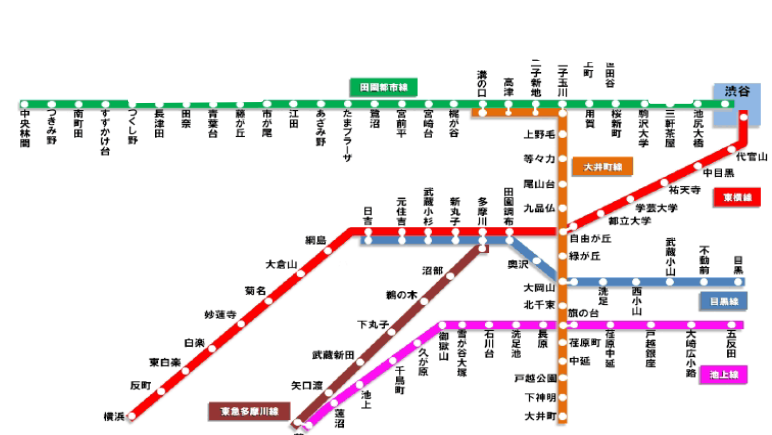 田園都市線
中央林間
つきみ野
南町田
すずかけ台
つくし野
長津田
田奈
青葉台
藤が丘
市が尾
江田
あざみ野
たまプラーザ
鷺沼
宮前平
宮崎台
梶が谷
溝の口
高津
二子新地
二子玉川
用賀
上町
桜新町
世田谷
駒沢大学
三軒茶屋
池尻大橋
渋谷
上野毛
等々力
尾山台
九品仏
大井町線
代官山
中目黒
祐天寺
学芸大学
都立大学
自由が丘
東横線
日吉
元住吉
武蔵小杉
新丸子
多摩川
田園調布
綱島
大倉山
菊名
妙蓮寺
白楽
東白楽
反町
横浜
緑が丘
奥沢
大岡山
洗足
西小山
武蔵小山
不動前
目黒
目黒線
北千束
旗の台
荏原町
中延
戸越公園
下神明
大井町
沼部
鵜の木
下丸子
武蔵新田
矢口渡
東急多摩川線
蓮沼
池上
千鳥町
久が原
御嶽山
雪が谷大塚
石川台
洗足池
長原
荏原中延
戸越銀座
大崎広小路
五反田
池上線